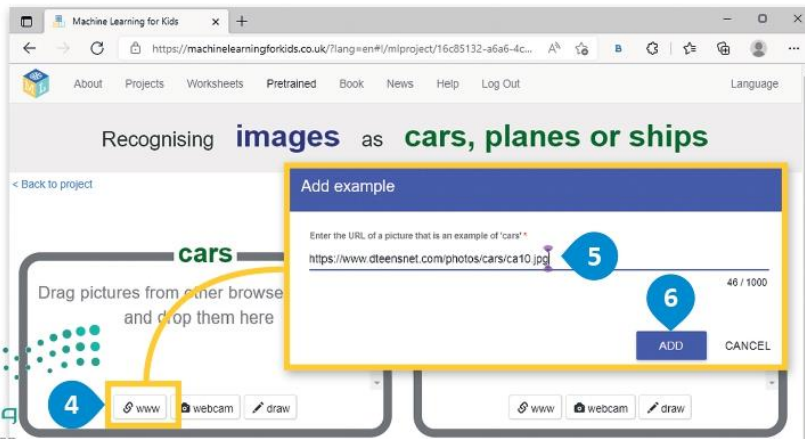 Machine Learning for Kids
https://machinelearningforkids.co.uk/?lang=en#!/mlproject/16c85132-a6a6-4c...
About Projects Worksheets Pretrained Book News Help Log Out Language
Recognising images as cars, planes or ships
< Back to project
Add example
Enter the URL of a picture that is an example of 'cars' *
https://www.dteensnet.com/photos/cars/ca10.jpg
5
46 / 1000
6
ADD CANCEL
cars
Drag pictures from other browse
and drop them here
4
www webcam draw
www webcam draw